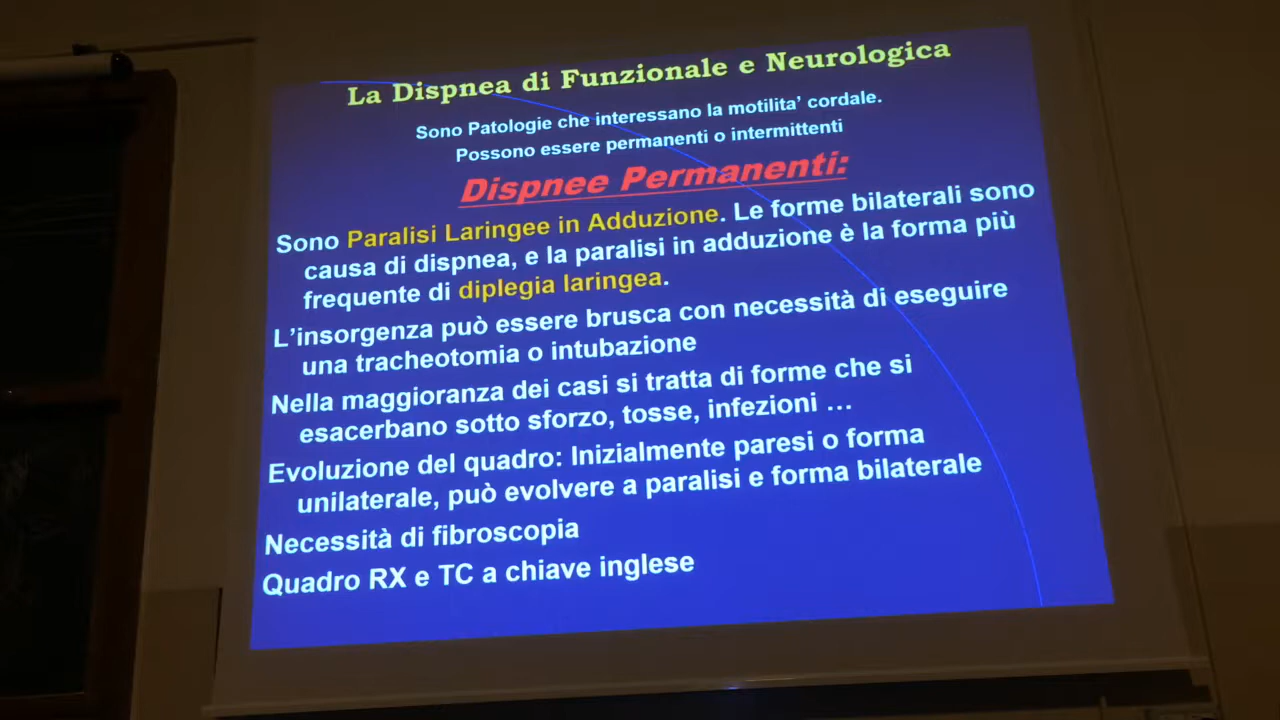 La Dispnea di Funzionale e Neurologica
Sono Patologie che interessano la motilita' cordale.
Possono essere permanenti o intermittenti
Dispnee Permanenti:
Sono Paralisi Laringee in Adduzione. Le forme bilaterali sono
causa di dispnea, e la paralisi in adduzione è la forma più
frequente di diplegia laringea.
L'insorgenza può essere brusca con necessità di eseguire
una tracheotomia o intubazione
Nella maggioranza dei casi si tratta di forme che si
esacerbano sotto sforzo, tosse, infezioni …
Evoluzione del quadro: Inizialmente paresi o forma
unilaterale, può evolvere a paralisi e forma bilaterale
Necessità di fibroscopia
Quadro RX e TC a chiave inglese